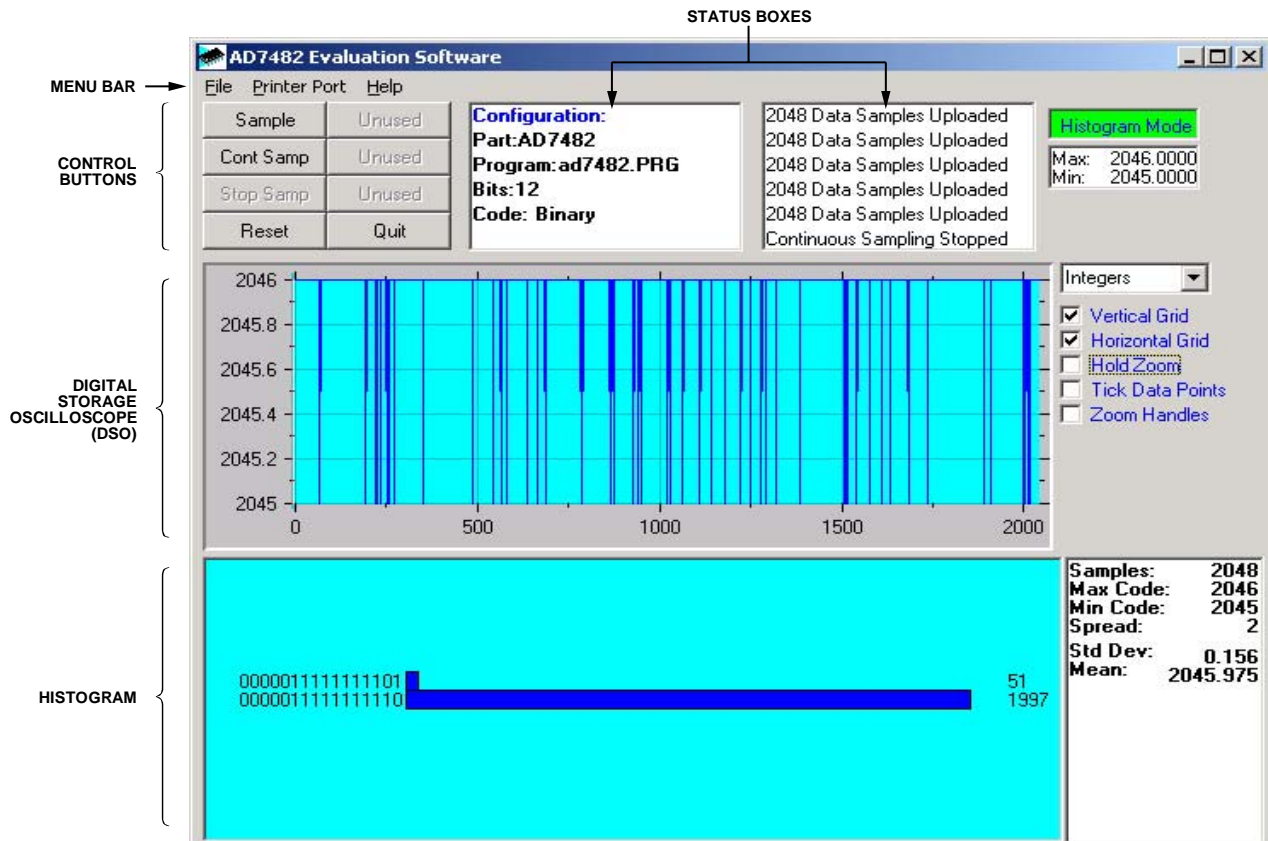 STATUS BOXES
AD7482 Evaluation Software
MENU BAR
File Printer Port Help
CONTROL
BUTTONS
Sample Unused
Cont Samp Unused
Stop Samp Unused
Reset Quit
Configuration:
Part:AD7482
Program:ad7482.PRG
Bits:12
Code: Binary
2048 Data Samples Uploaded
2048 Data Samples Uploaded
2048 Data Samples Uploaded
2048 Data Samples Uploaded
2048 Data Samples Uploaded
Continuous Sampling Stopped
Histogram Mode
Max: 2046.0000
Min: 2045.0000
DIGITAL
STORAGE
OSCILLOSCOPE
(DSO)
2046
2045.8
2045.6
2045.4
2045.2
2045
0 500 1000 1500 2000
Integers
Vertical Grid
Horizontal Grid
Hold Zoom
Tick Data Points
Zoom Handles
HISTOGRAM
0000011111111101 51
0000011111111110 1997
Samples: 2048
Max Code: 2046
Min Code: 2045
Spread: 2
Std Dev: 0.156
Mean: 2045.975